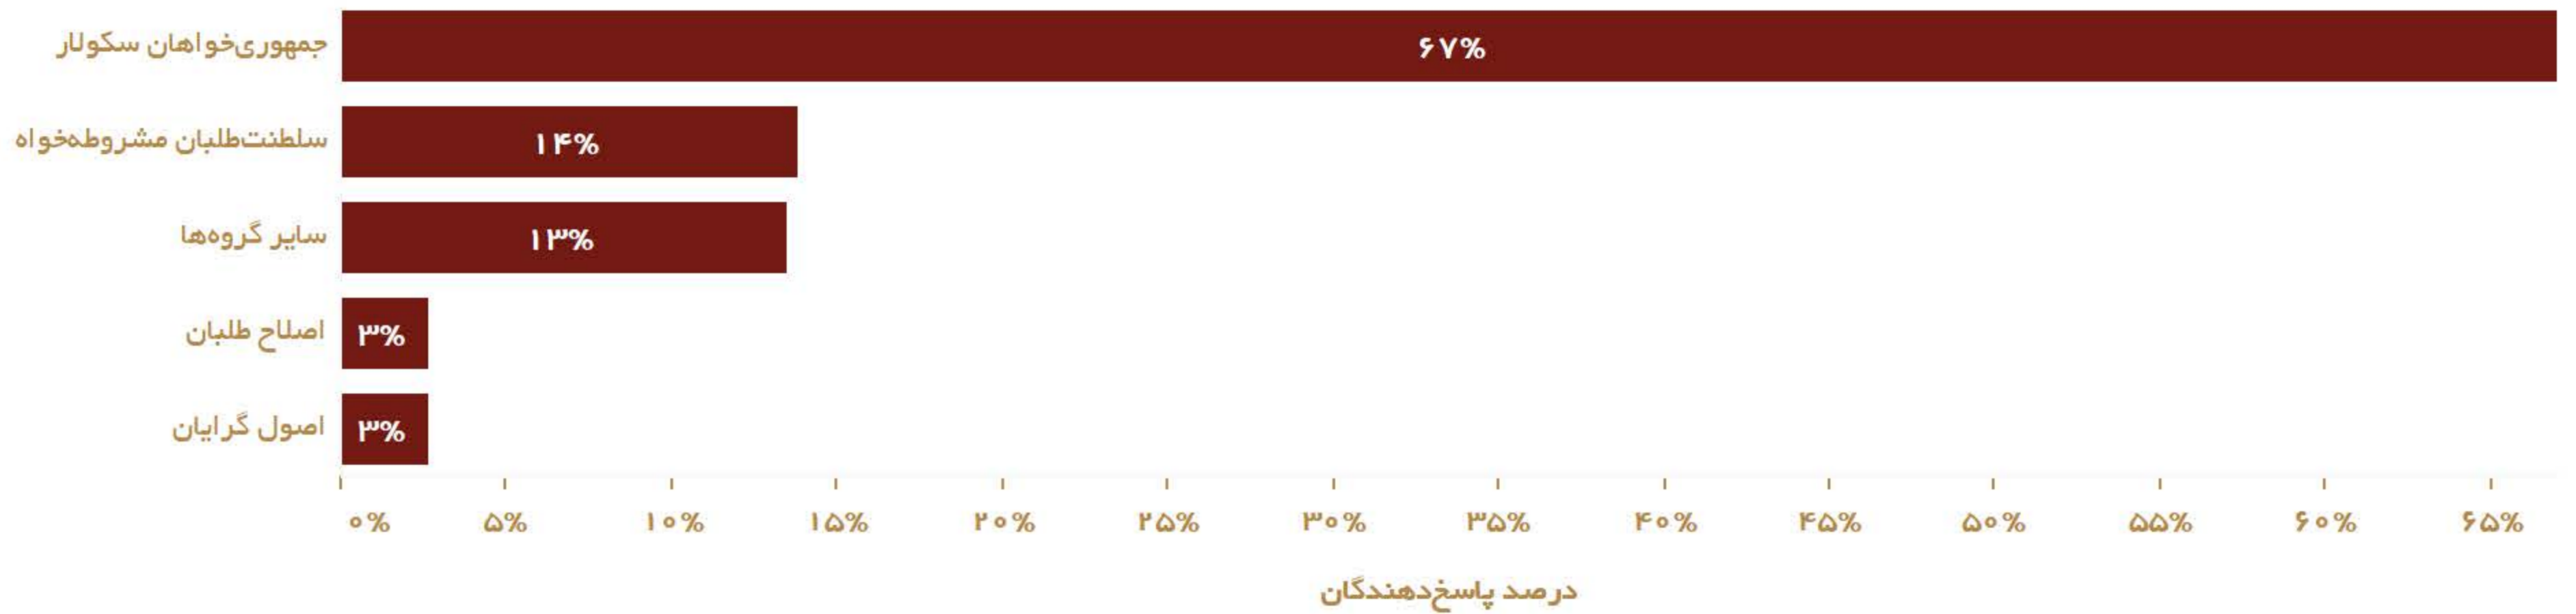 جمهوری‌خواهان سکولار
۶۷%
سلطنت‌طلبان مشروطه‌خواه
۱۴%
سایر گروه‌ها
۱۳%
اصلاح طلبان
۳%
اصول گرایان
۳%
۰% ۵% ۱۰% ۱۵% ۲۰% ۲۵% ۳۰% ۳۵% ۴۰% ۴۵% ۵۰% ۵۵% ۶۰% ۶۵%
درصد پاسخ‌دهندگان